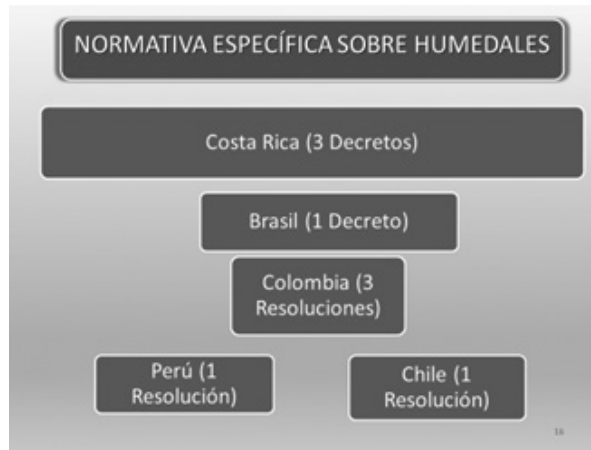 NORMATIVA ESPECÍFICA SOBRE HUMEDALES
Costa Rica (3 Decretos)
Brasil (1 Decreto)
Colombia (3
Resoluciones)
Perú (1
Resolución)
Chile (1
Resolución)
16